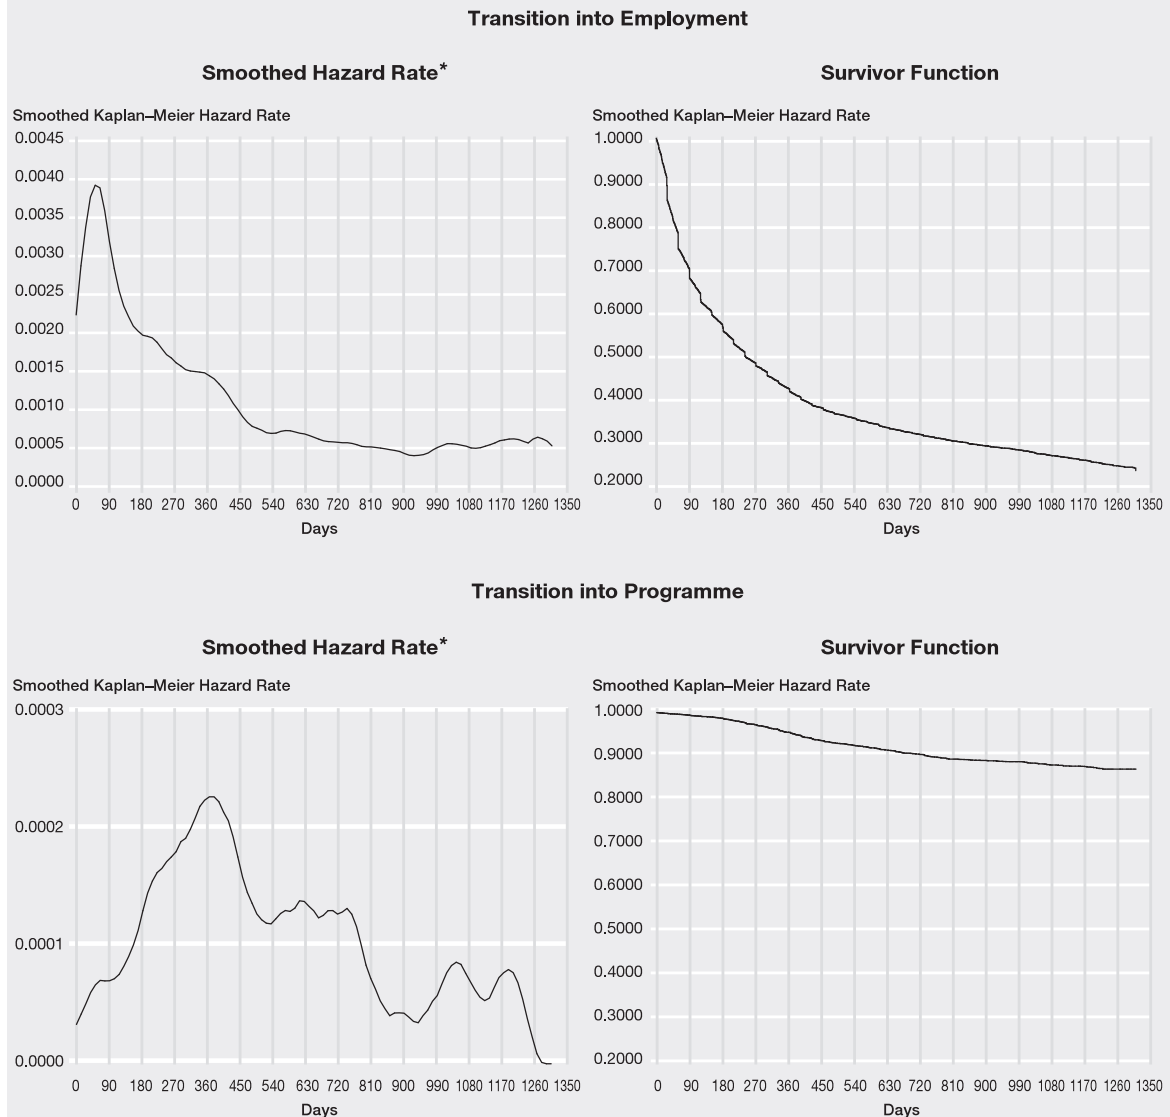 Transition into Employment
Smoothed Hazard Rate*
Smoothed Kaplan–Meier Hazard Rate
0.0045
0.0040
0.0035
0.0030
0.0025
0.0020
0.0015
0.0010
0.0005
0.0000
0 90 180 270 360 450 540 630 720 810 900 990 1080 1170 1260 1350
Days
Survivor Function
Smoothed Kaplan–Meier Hazard Rate
1.0000
0.9000
0.8000
0.7000
0.6000
0.5000
0.4000
0.3000
0.2000
0 90 180 270 360 450 540 630 720 810 900 990 1080 1170 1260 1350
Days
Transition into Programme
Smoothed Hazard Rate*
Smoothed Kaplan–Meier Hazard Rate
0.0003
0.0002
0.0001
0.0000
0 90 180 270 360 450 540 630 720 810 900 990 1080 1170 1260 1350
Days
Survivor Function
Smoothed Kaplan–Meier Hazard Rate
1.0000
0.9000
0.8000
0.7000
0.6000
0.5000
0.4000
0.3000
0.2000
0 90 180 270 360 450 540 630 720 810 900 990 1080 1170 1260 1350
Days